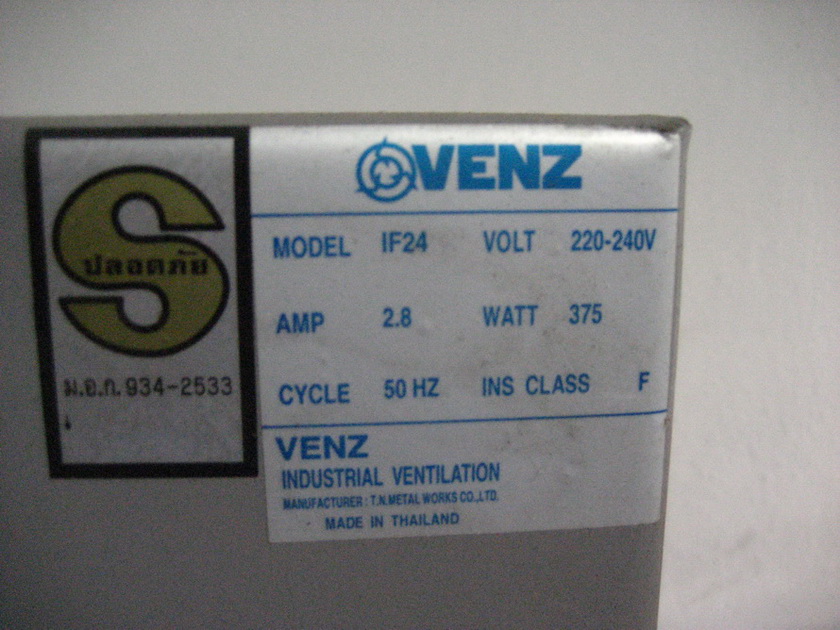 ปลอดภัย
ม.อ.ก. 934-2533
VENZ
MODEL IF24 VOLT 220-240V
AMP 2.8 WATT 375
CYCLE 50 HZ INS CLASS F
VENZ
INDUSTRIAL VENTILATION
MANUFACTURER : T.N.METAL WORKS CO.,LTD.
MADE IN THAILAND